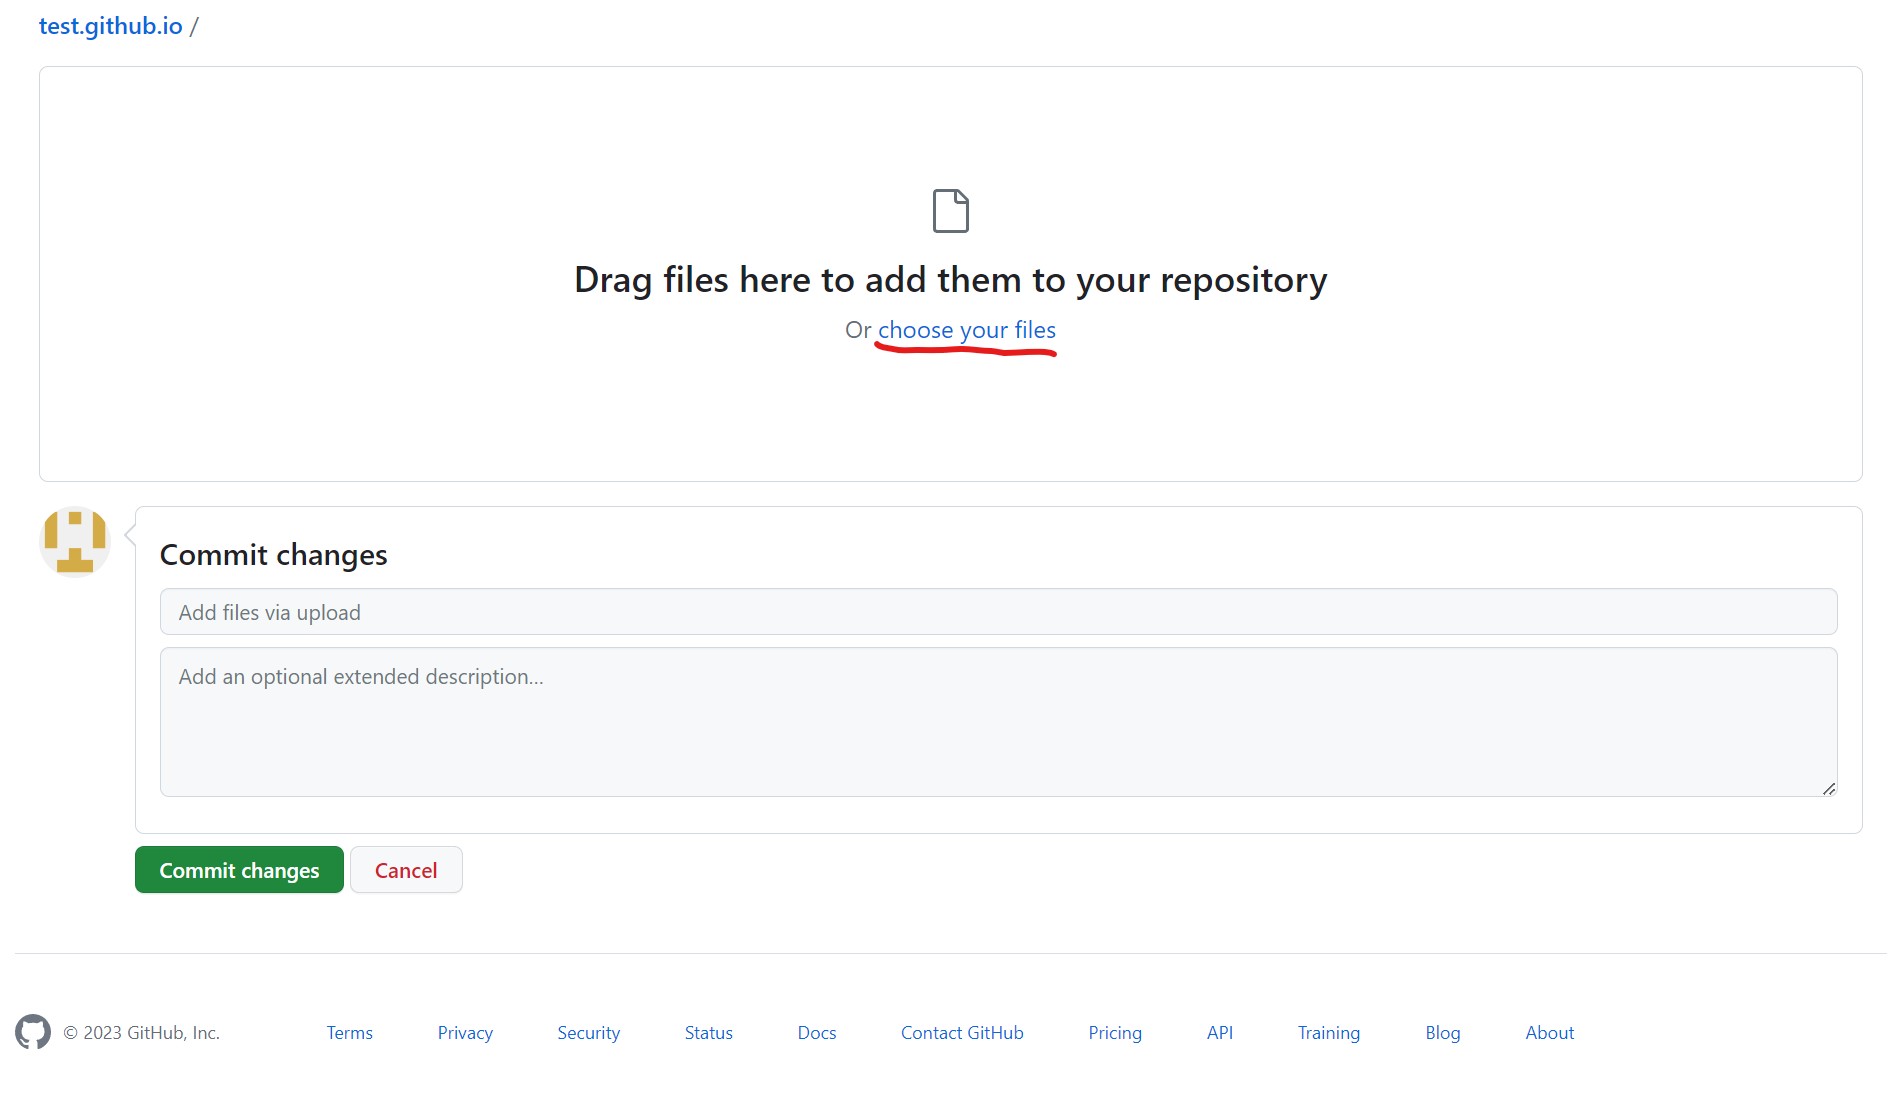 test.github.io /
Drag files here to add them to your repository
Or choose your files
Commit changes
Add files via upload
Add an optional extended description...
Commit changes Cancel
© 2023 GitHub, Inc. Terms Privacy Security Status Docs Contact GitHub Pricing API Training Blog About